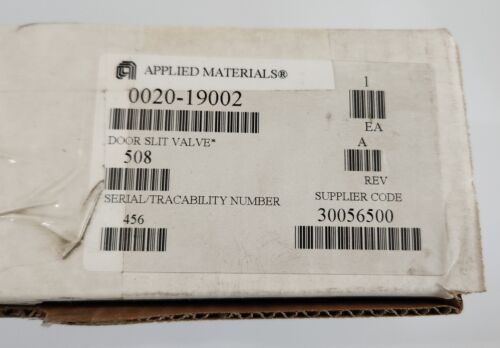 APPLIED MATERIALS®
0020-19002
1
EA
DOOR SLIT VALVE*
508
A
REV
SERIAL/TRACABILITY NUMBER
456
SUPPLIER CODE
30056500